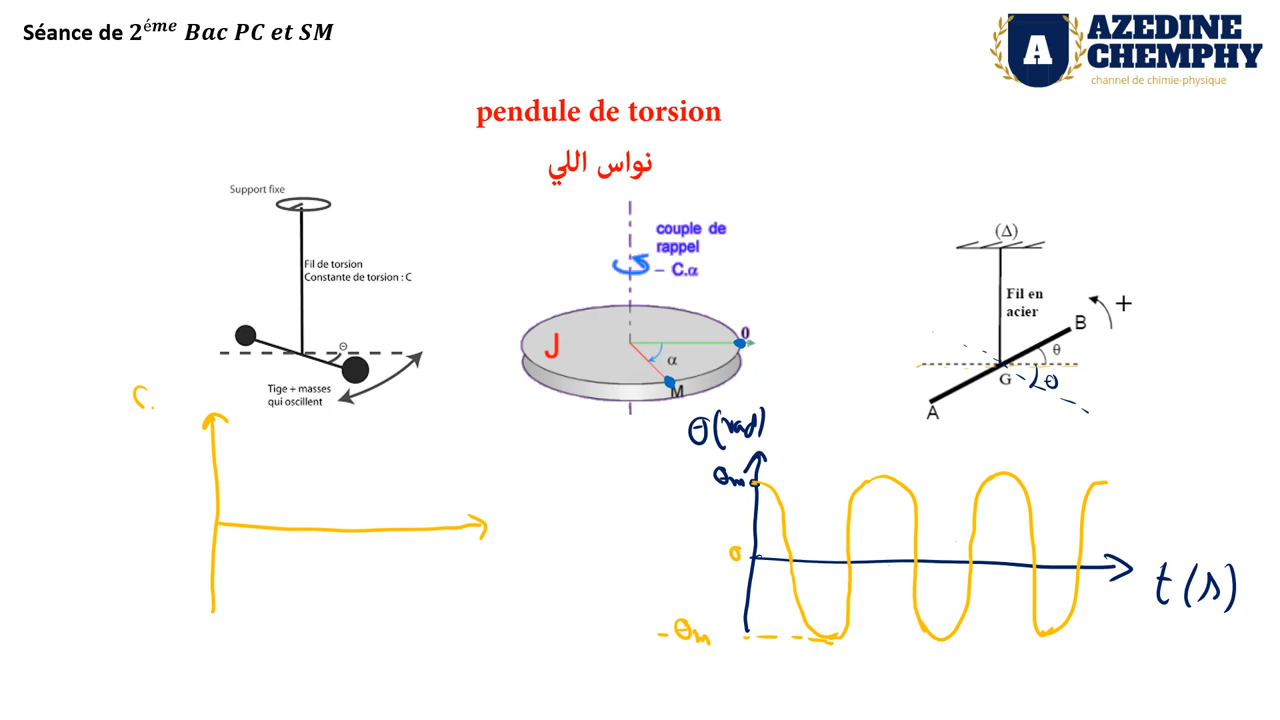 Séance de 2éme Bac PC et SM
A
AZEDINE
CHEMPHY
channel de chimie-physique
pendule de torsion
نواس اللي
Support fixe
Fil de torsion
Constante de torsion : C
Θ
Tige + masses
qui oscillent
couple de
rappel
– C.α
J
0
α
M
(Δ)
Fil en
acier
+
B
θ
G
A
C.
θ(rad)
θm
0
-θm
t(s)